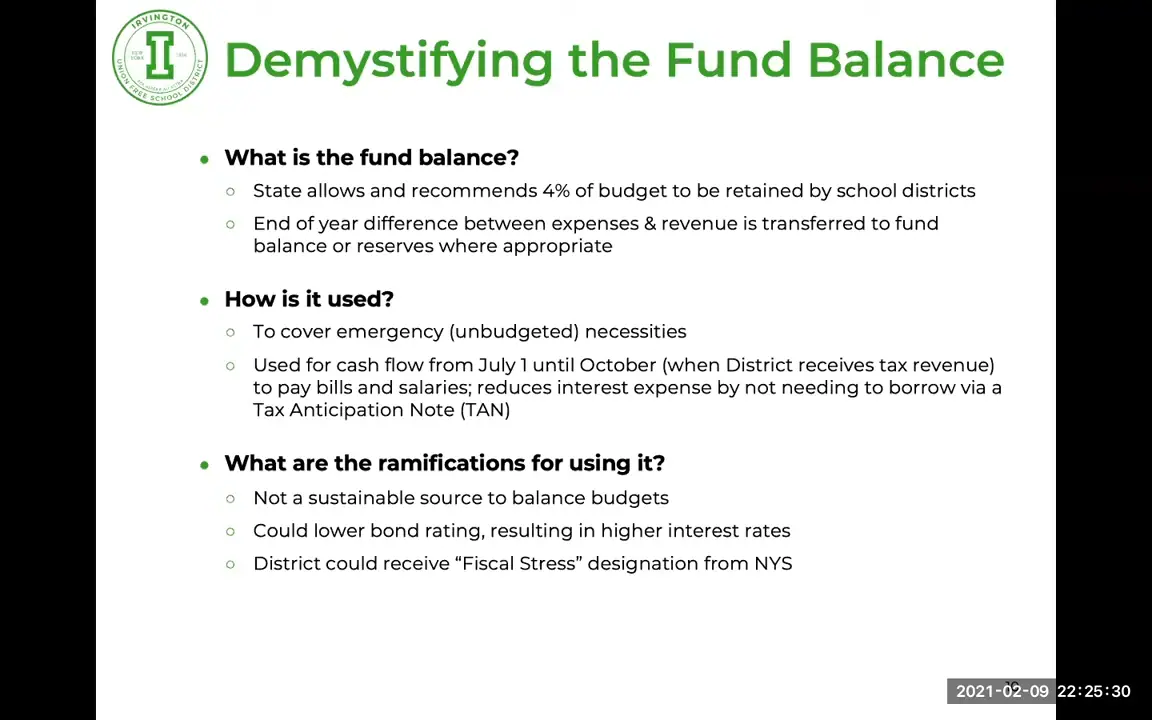 IRVINGTON
UNION FREE SCHOOL DISTRICT
I
Demystifying the Fund Balance
● What is the fund balance?
○ State allows and recommends 4% of budget to be retained by school districts
○ End of year difference between expenses & revenue is transferred to fund
balance or reserves where appropriate
● How is it used?
○ To cover emergency (unbudgeted) necessities
○ Used for cash flow from July 1 until October (when District receives tax revenue)
to pay bills and salaries; reduces interest expense by not needing to borrow via a
Tax Anticipation Note (TAN)
● What are the ramifications for using it?
○ Not a sustainable source to balance budgets
○ Could lower bond rating, resulting in higher interest rates
○ District could receive “Fiscal Stress” designation from NYS
2021-02-09 22:25:30